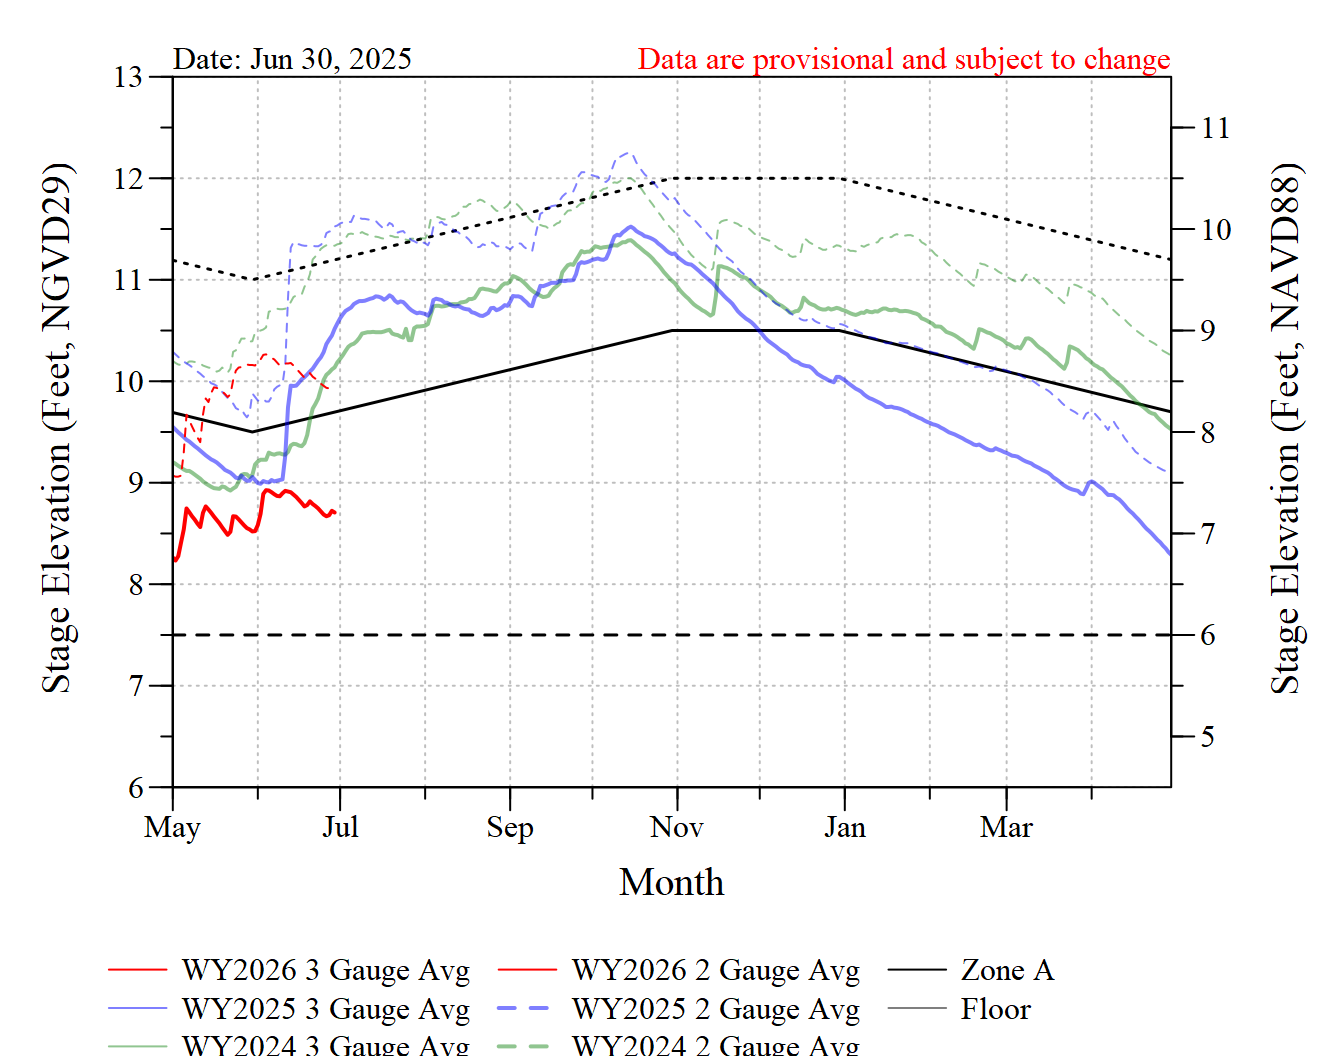 Date: Jun 30, 2025
Data are provisional and subject to change
13
12
11
10
9
8
7
6
11
10
9
8
7
6
5
Stage Elevation (Feet, NGVD29)
Stage Elevation (Feet, NAVD88)
May Jul Sep Nov Jan Mar
Month
WY2026 3 Gauge Avg WY2026 2 Gauge Avg Zone A
WY2025 3 Gauge Avg WY2025 2 Gauge Avg Floor
WY2024 3 Gauge Avg WY2024 2 Gauge Avg